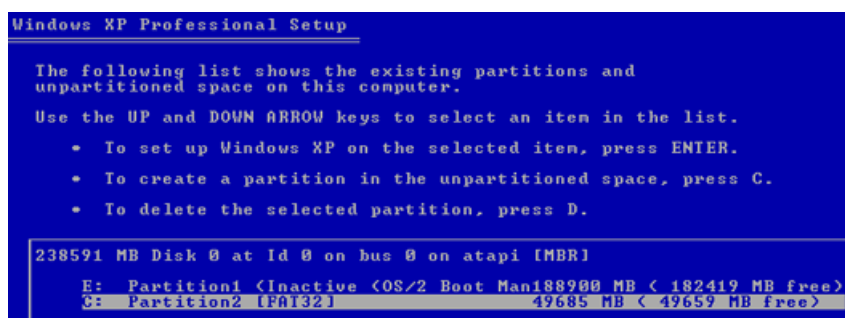 Windows XP Professional Setup
The following list shows the existing partitions and
unpartitioned space on this computer.
Use the UP and DOWN ARROW keys to select an item in the list.
• To set up Windows XP on the selected item, press ENTER.
• To create a partition in the unpartitioned space, press C.
• To delete the selected partition, press D.
238591 MB Disk 0 at Id 0 on bus 0 on atapi [MBR]
E: Partition1 (Inactive (OS/2 Boot Man188900 MB ( 182419 MB free)
C: Partition2 [FAT32] 49685 MB ( 49659 MB free)